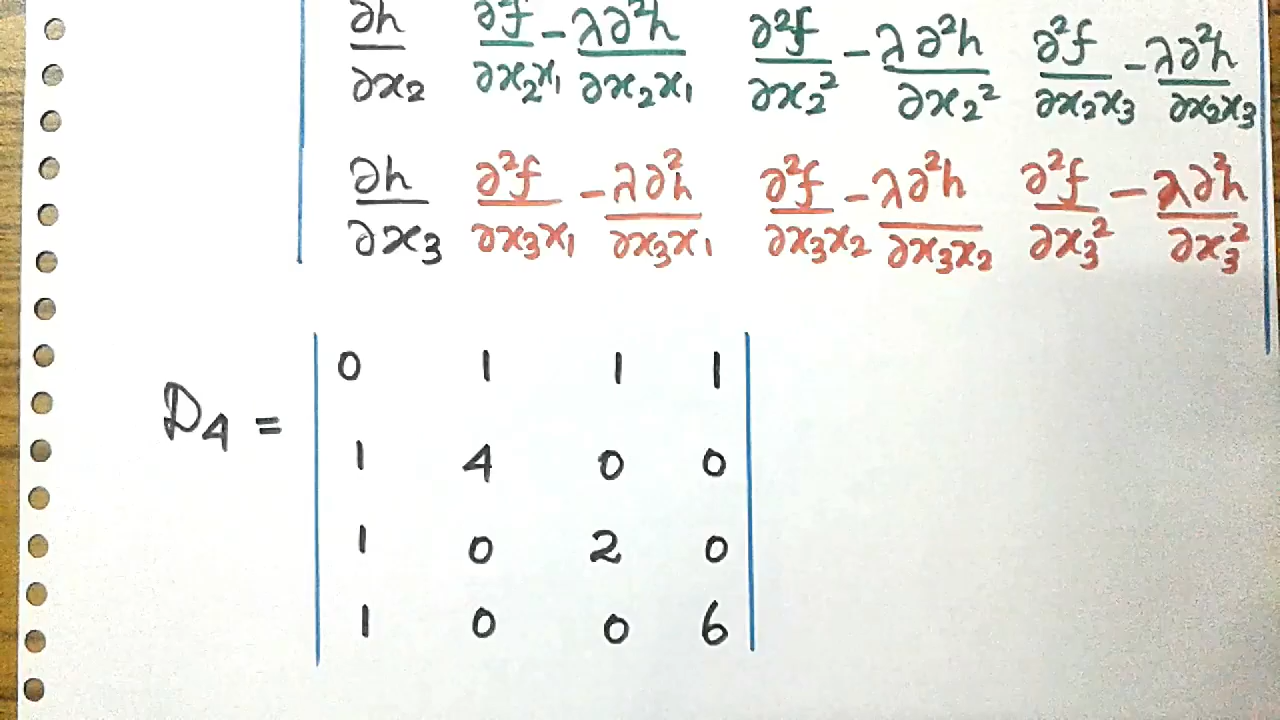 ∂h/∂x₂ ∂²f/∂x₂x₁ − λ∂²h/∂x₂x₁ ∂²f/∂x₂² − λ∂²h/∂x₂² ∂²f/∂x₂x₃ − λ∂²h/∂x₂x₃
∂h/∂x₃ ∂²f/∂x₃x₁ − λ∂²h/∂x₃x₁ ∂²f/∂x₃x₂ − λ∂²h/∂x₃x₂ ∂²f/∂x₃² − λ∂²h/∂x₃²
0 1 1 1
D₄ =
1 4 0 0
1 0 2 0
1 0 0 6